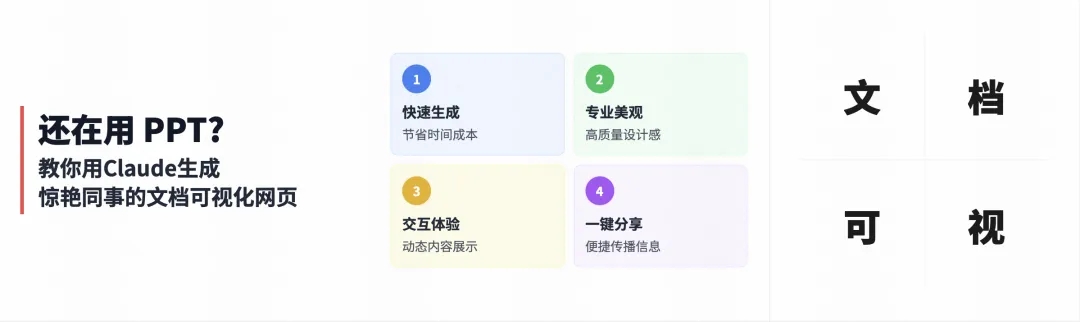 还在用 PPT?
教你用Claude生成
惊艳同事的文档可视化网页
1
快速生成
节省时间成本
2
专业美观
高质量设计感
3
交互体验
动态内容展示
4
一键分享
便捷传播信息
文 档
可 视